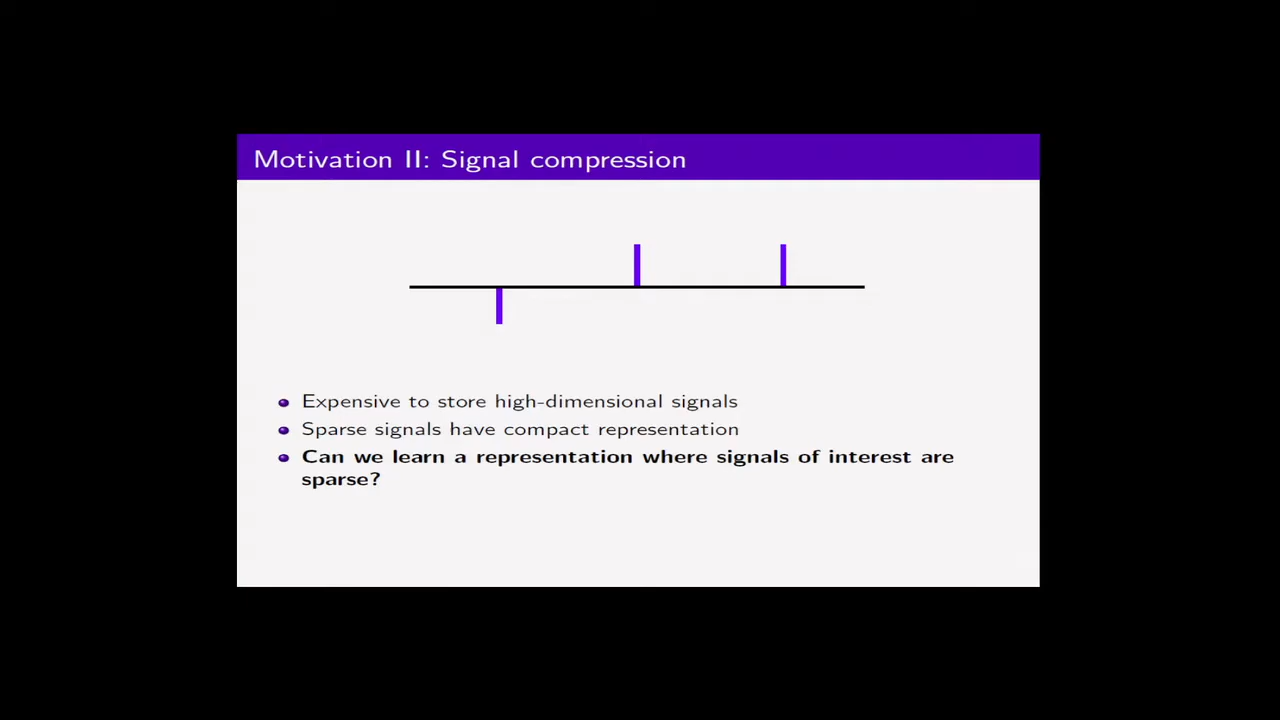 Motivation II: Signal compression
Expensive to store high-dimensional signals
Sparse signals have compact representation
Can we learn a representation where signals of interest are
sparse?